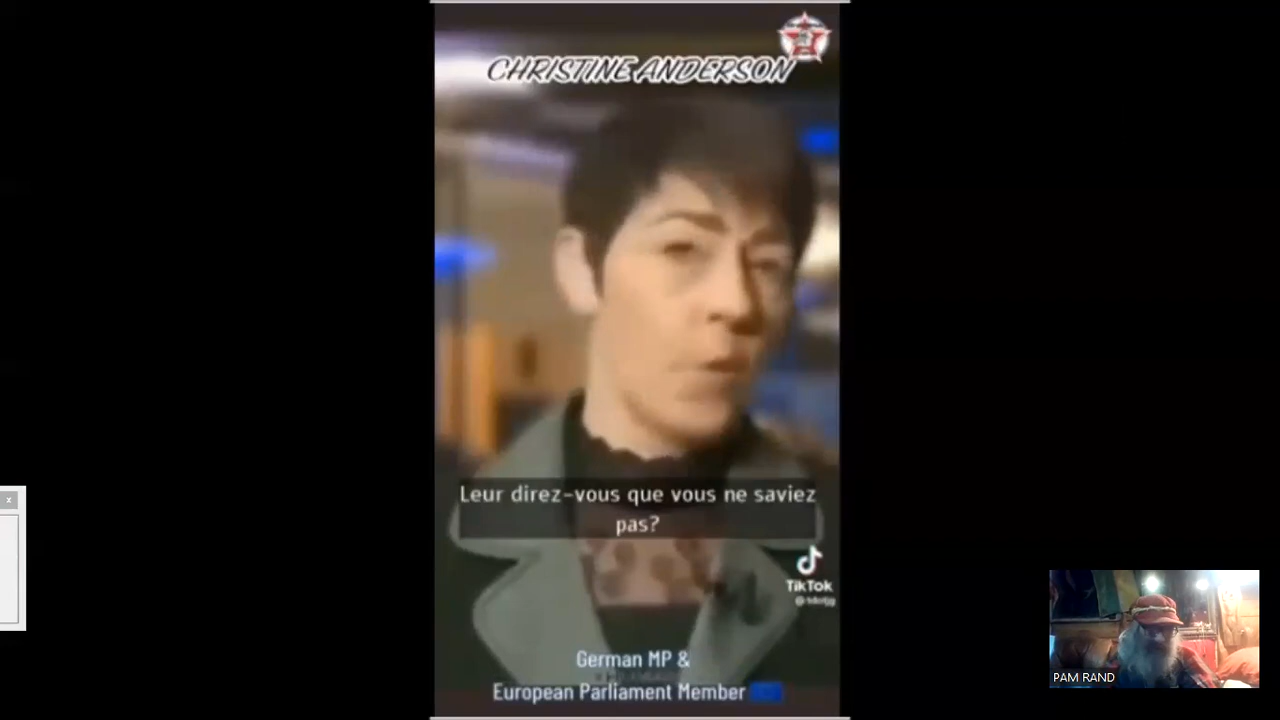 CHRISTINE ANDERSON
Leur direz-vous que vous ne saviez
pas?
TikTok
German MP &
European Parliament Member
x
PAM RAND